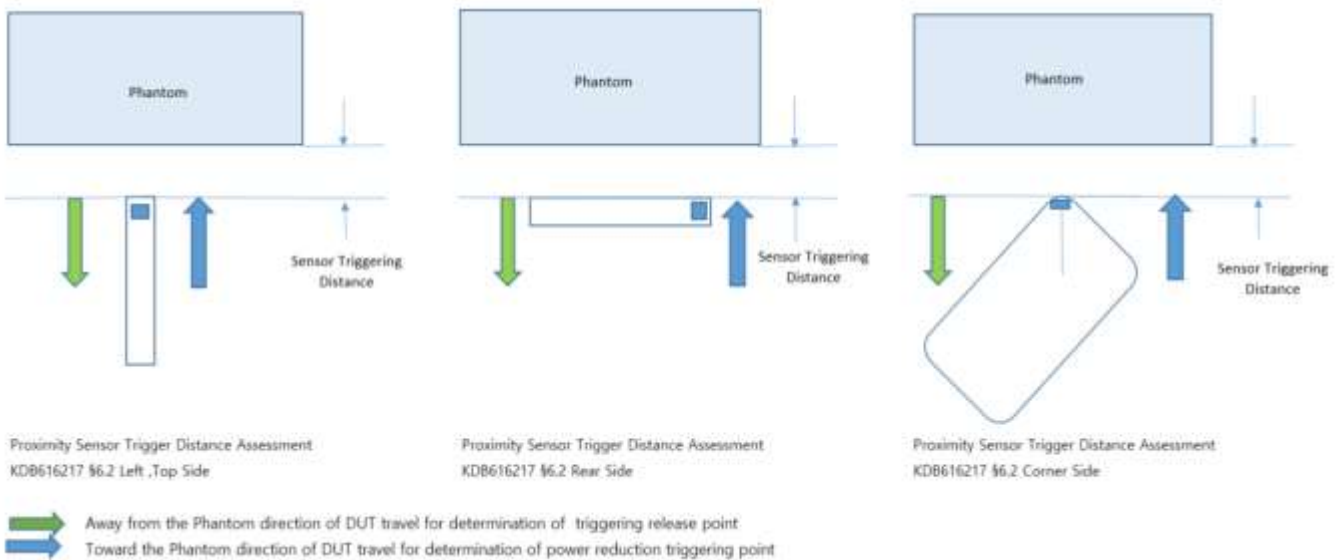 Phantom
Phantom
Phantom
Sensor Triggering
Distance
Sensor Triggering
Distance
Sensor Triggering
Distance
Proximity Sensor Trigger Distance Assessment
KDB616217 §6.2 Left ,Top Side
Proximity Sensor Trigger Distance Assessment
KDB616217 §6.2 Rear Side
Proximity Sensor Trigger Distance Assessment
KDB616217 §6.2 Corner Side
Away from the Phantom direction of DUT travel for determination of triggering release point
Toward the Phantom direction of DUT travel for determination of power reduction triggering point